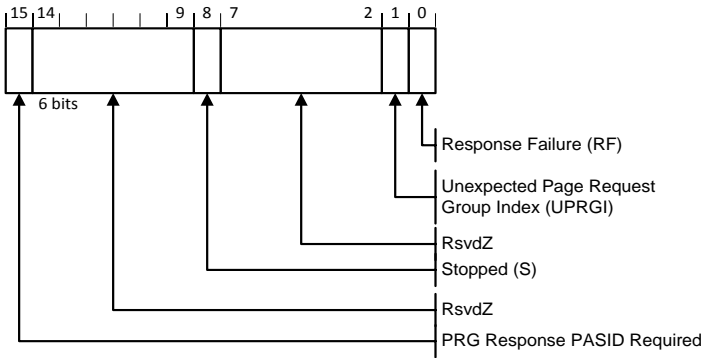 15 14 9 8 7 2 1 0
6 bits
Response Failure (RF)
Unexpected Page Request
Group Index (UPRGI)
RsvdZ
Stopped (S)
RsvdZ
PRG Response PASID Required